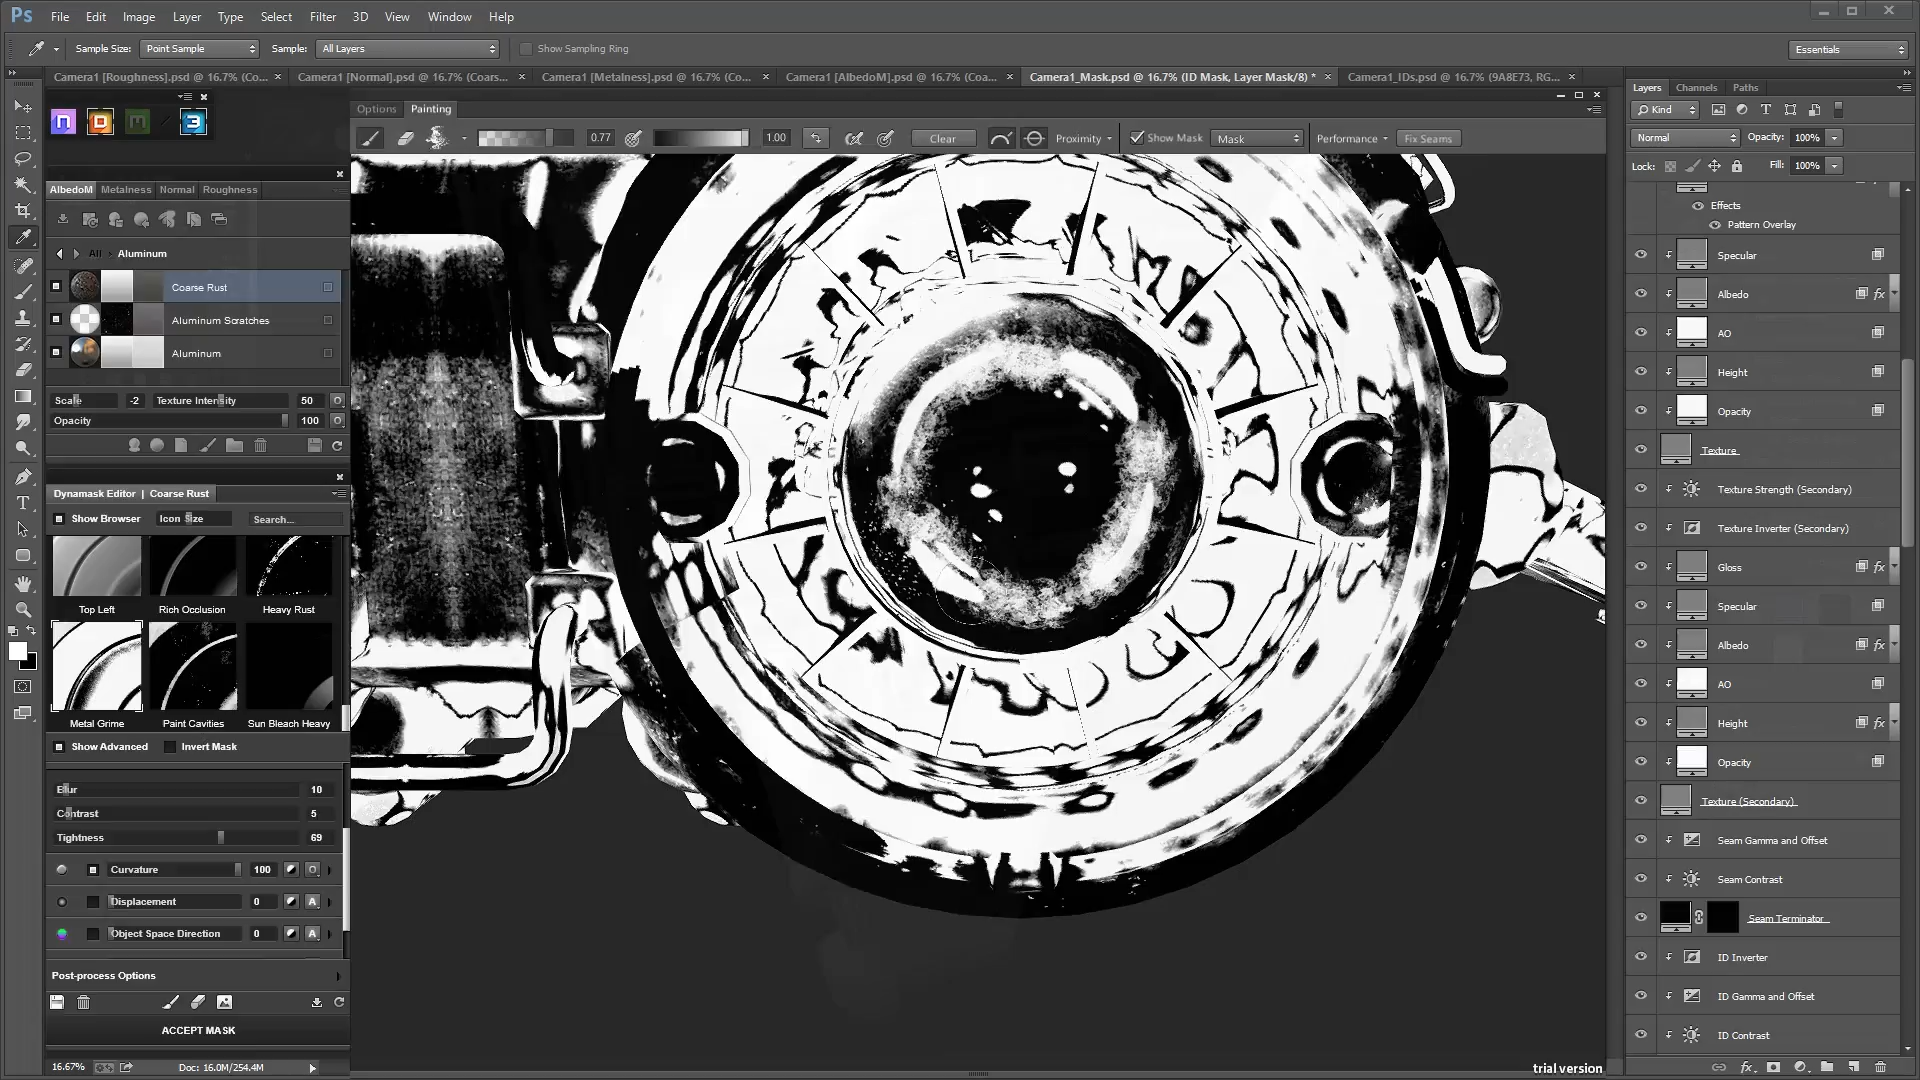 Ps File Edit Image Layer Type Select Filter 3D View Window Help
Sample Size: Point Sample Sample: All Layers Show Sampling Ring Essentials
Camera1 [Roughness].psd @ 16.7% (Co... × Camera1 [Normal].psd @ 16.7% (Coars... × Camera1 [Metalness].psd @ 16.7% (Co... × Camera1 [AlbedoM].psd @ 16.7% (Coa... × Camera1_Mask.psd @ 16.7% (ID Mask, Layer Mask/8) * × Camera1_IDs.psd @ 16.7% (9A8E73, RG... ×
Layers Channels Paths
Options Painting
Kind
0.77 1.00 Clear Proximity Show Mask Mask Performance Fix Seams
Normal Opacity: 100%
Lock: Fill: 100%
AlbedoM Metalness Normal Roughness
All > Aluminum
Coarse Rust
Aluminum Scratches
Aluminum
Scale -2 Texture Intensity 50
Opacity 100
Dynamask Editor | Coarse Rust
Show Browser Icon Size Search...
Top Left Rich Occlusion Heavy Rust
Metal Grime Paint Cavities Sun Bleach Heavy
Show Advanced Invert Mask
Blur 10
Contrast 5
Tightness 69
Curvature 100
Displacement 0 A
Object Space Direction 0 A
Post-process Options
ACCEPT MASK
16.67% Doc: 16.0M/254.4M
trial version
Effects
Pattern Overlay
Specular
Albedo fx
AO
Height
Opacity
Texture
Texture Strength (Secondary)
Texture Inverter (Secondary)
Gloss fx
Specular
Albedo fx
AO
Height fx
Opacity
Texture (Secondary)
Seam Gamma and Offset
Seam Contrast
Seam Terminator
ID Inverter
ID Gamma and Offset
ID Contrast
fx